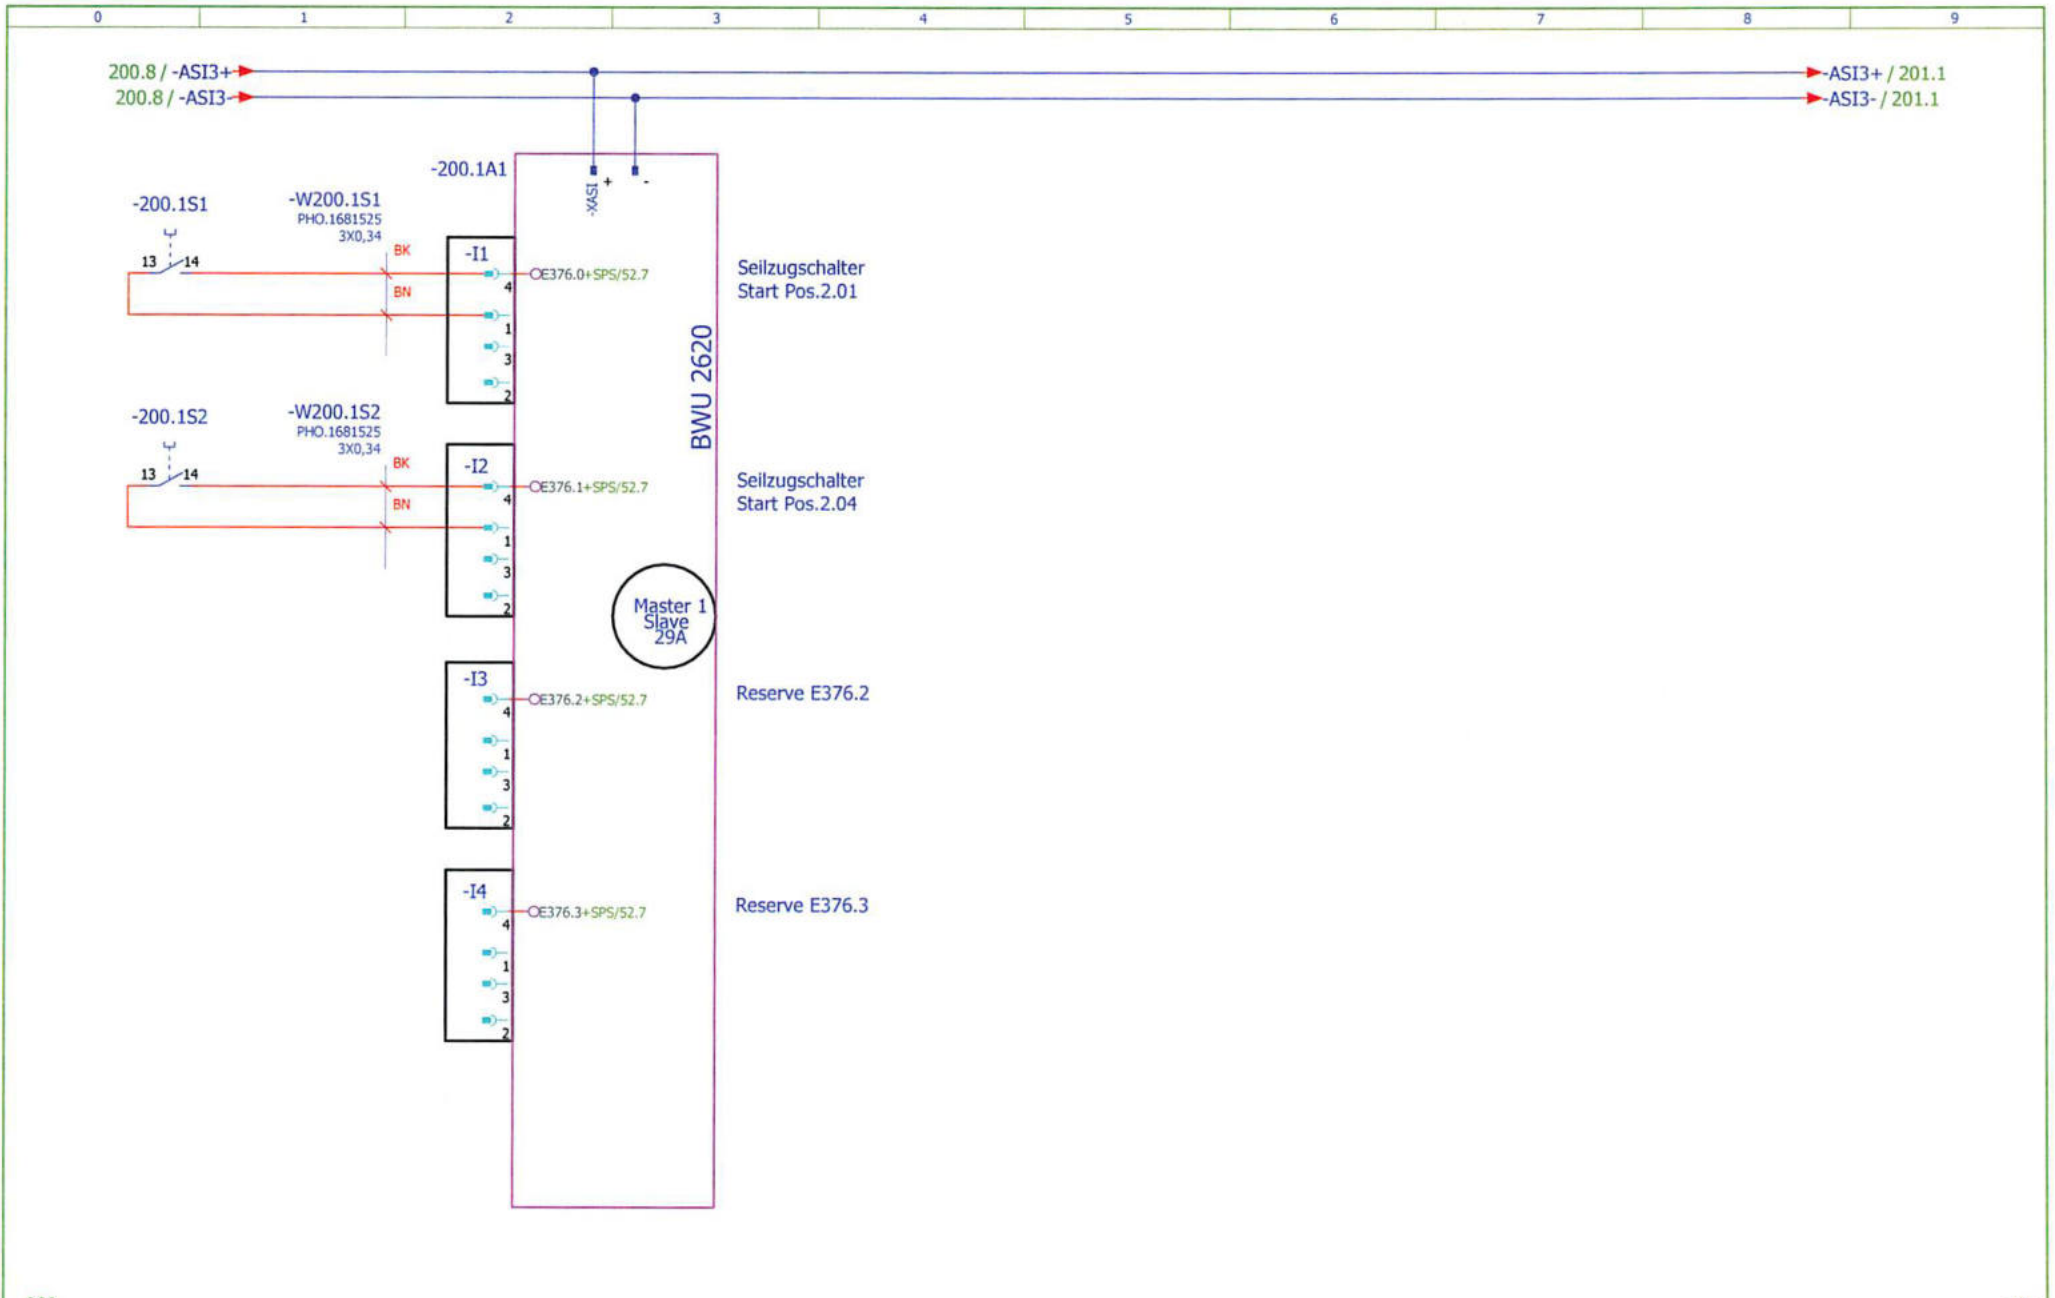 0 1 2 3 4 5 6 7 8 9
200.8 / -ASI3+ -ASI3+ / 201.1
200.8 / -ASI3- -ASI3- / 201.1
-200.1A1
-XASI + -
-200.1S1
-W200.1S1
PHO.1681525
3X0,34
13 14
BK
BN
-I1
4
1
3
2
E376.0+SPS/52.7
Seilzugschalter
Start Pos.2.01
BWU 2620
-200.1S2
-W200.1S2
PHO.1681525
3X0,34
13 14
BK
BN
-I2
4
1
3
2
E376.1+SPS/52.7
Seilzugschalter
Start Pos.2.04
Master 1
Slave
29A
-I3
4
1
3
2
E376.2+SPS/52.7
Reserve E376.2
-I4
4
1
3
2
E376.3+SPS/52.7
Reserve E376.3